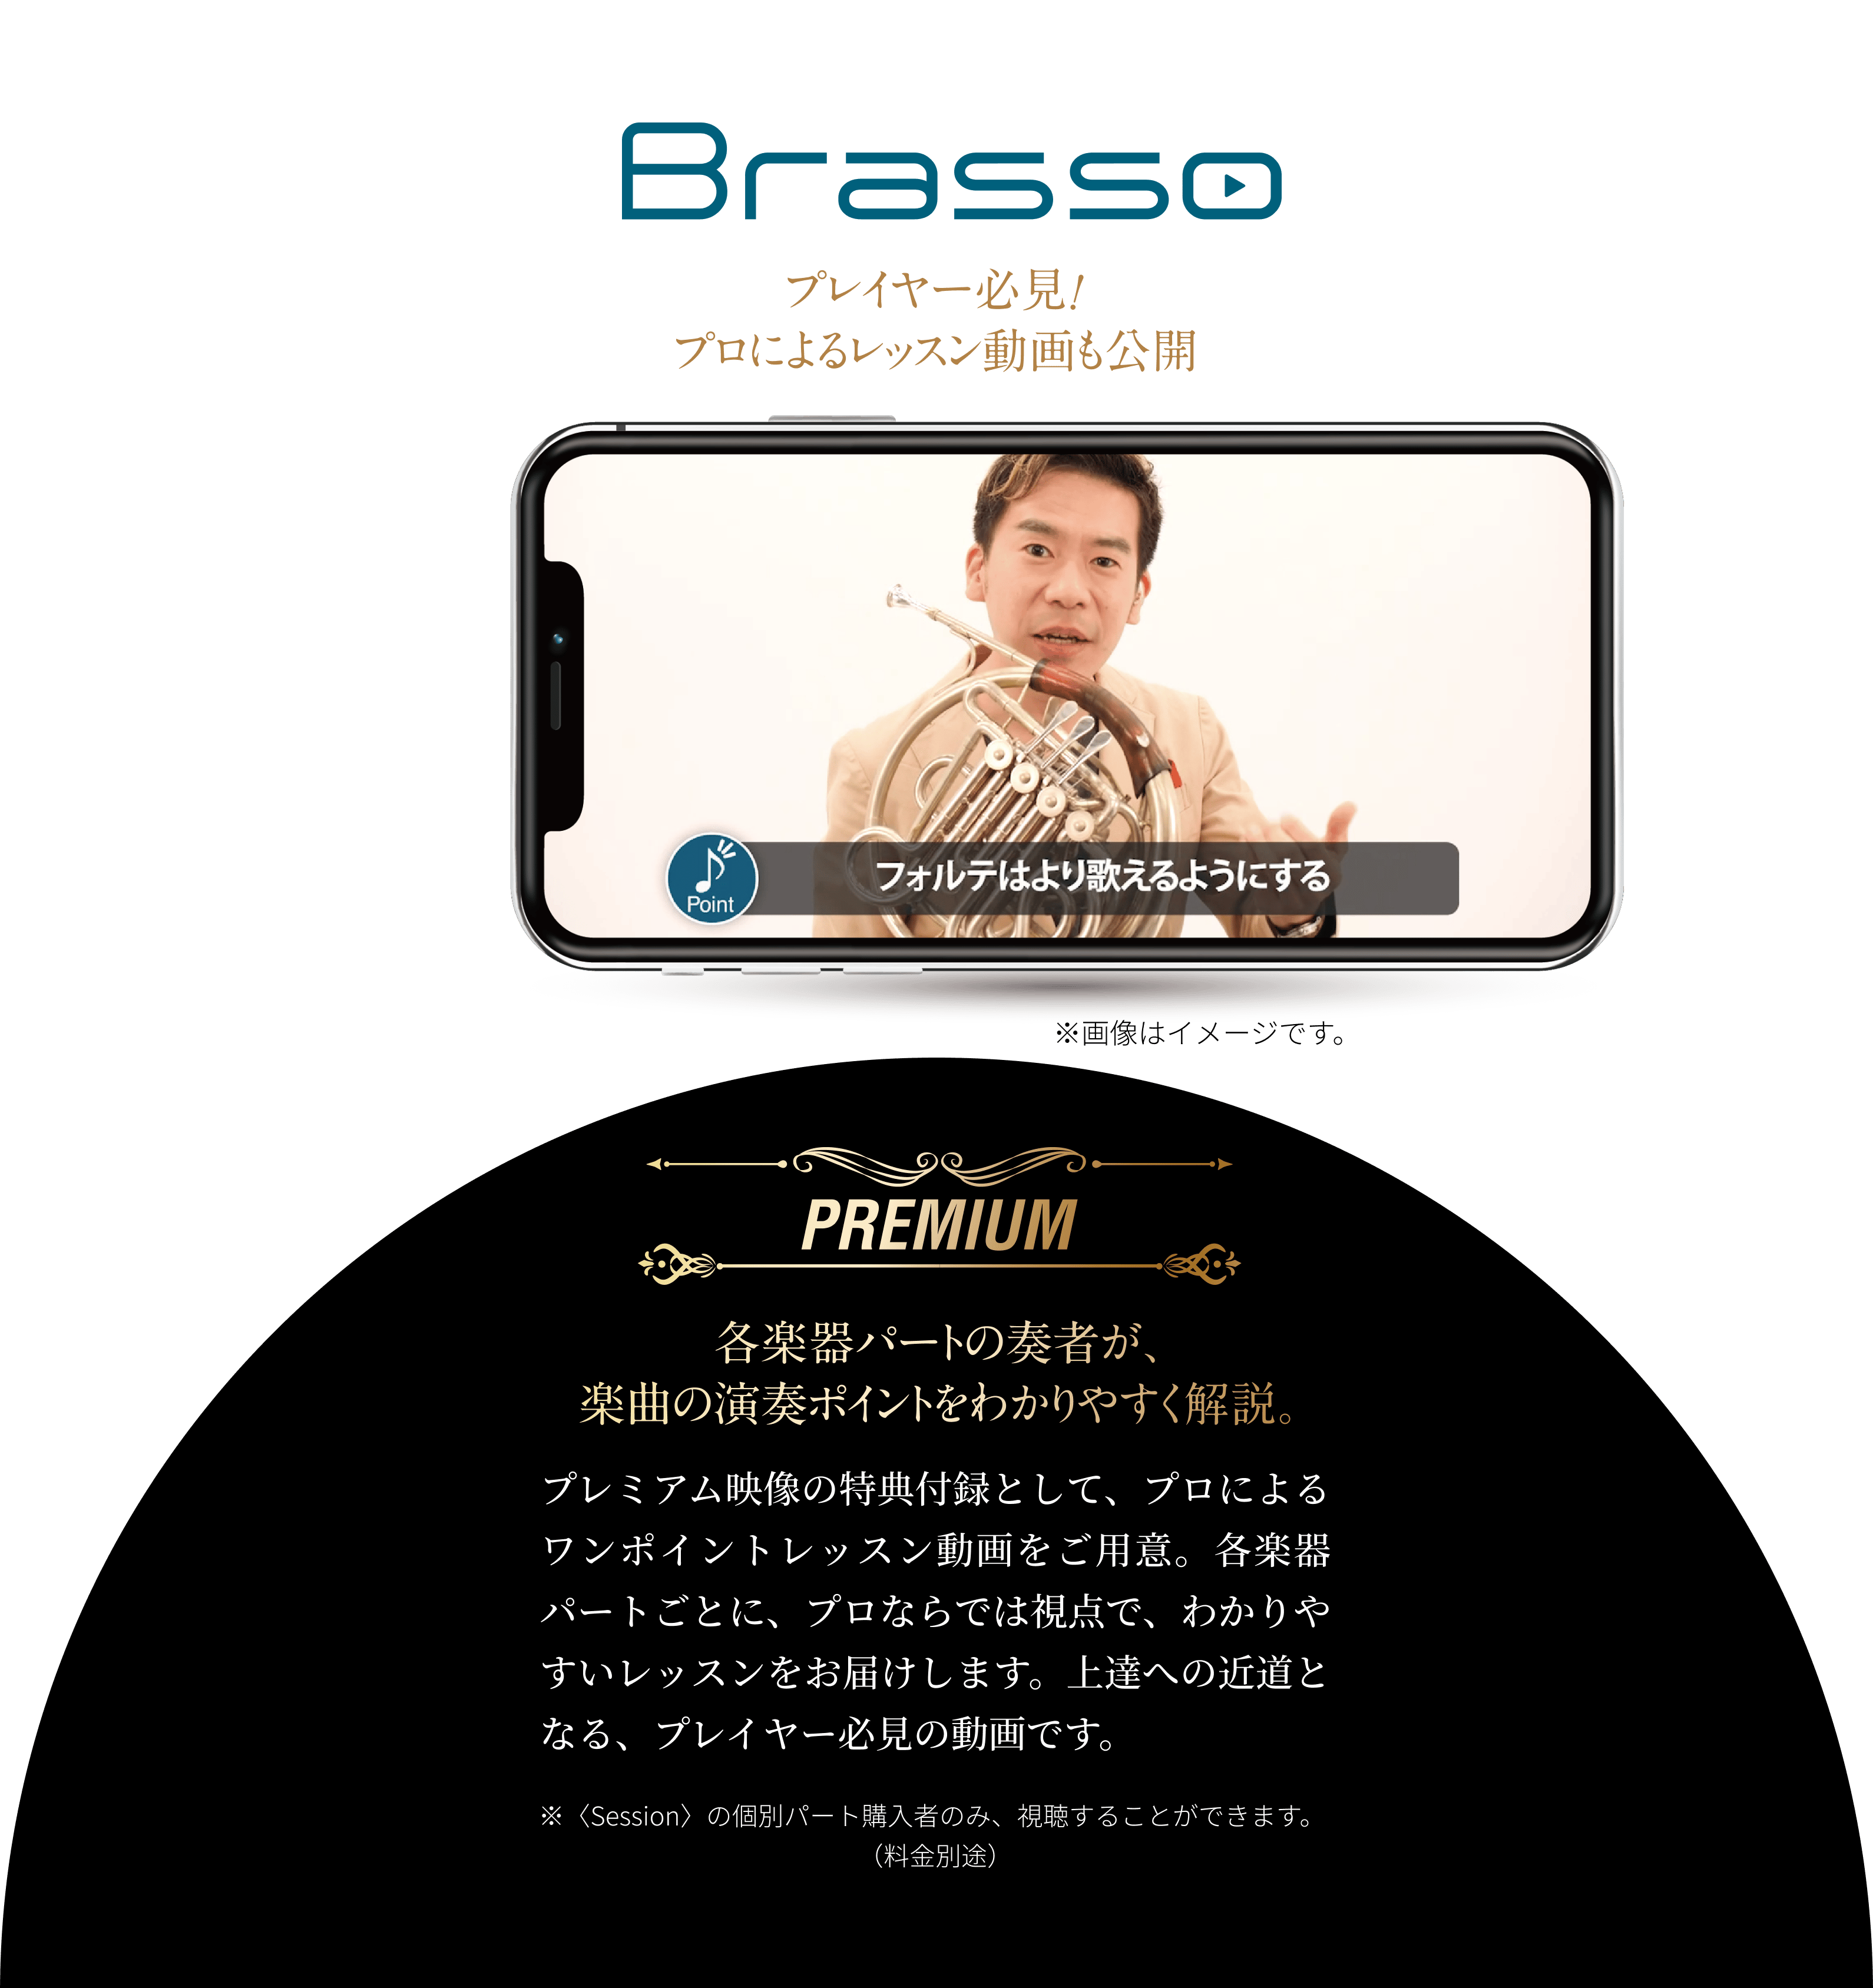 Brasso
プレイヤー必見!
プロによるレッスン動画も公開
フォルテはより歌えるようにする
Point
※画像はイメージです。
PREMIUM
各楽器パートの奏者が、
楽曲の演奏ポイントをわかりやすく解説。
プレミアム映像の特典付録として、プロによる
ワンポイントレッスン動画をご用意。各楽器
パートごとに、プロならでは視点で、わかりや
すいレッスンをお届けします。上達への近道と
なる、プレイヤー必見の動画です。
※〈Session〉の個別パート購入者のみ、視聴することができます。
（料金別途）